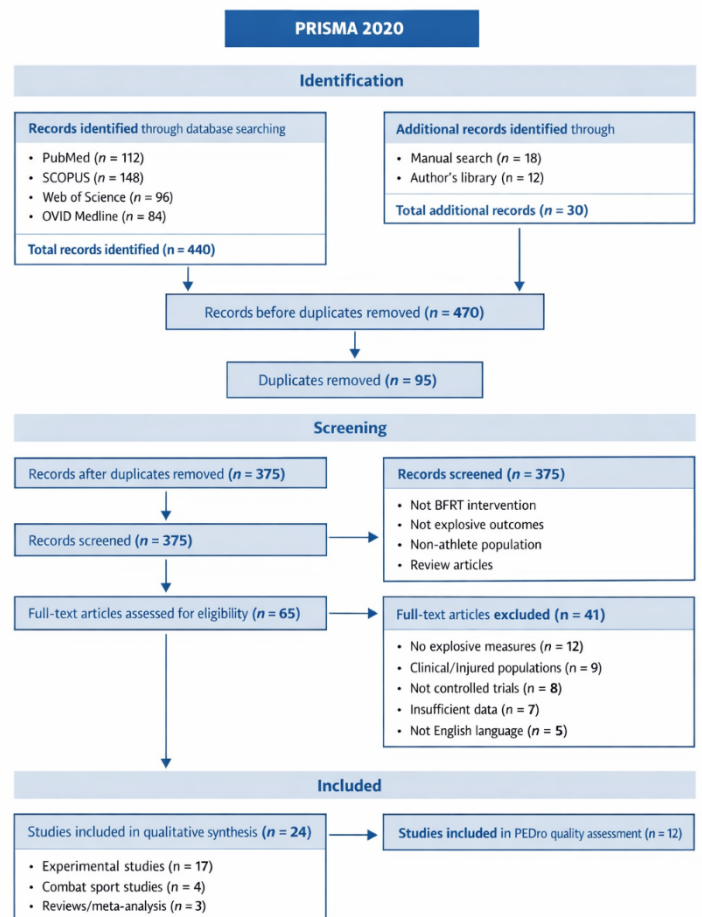 PRISMA 2020
Identification
Records identified through database searching
• PubMed (n = 112)
• SCOPUS (n = 148)
• Web of Science (n = 96)
• OVID Medline (n = 84)
Total records identified (n = 440)
Additional records identified through
• Manual search (n = 18)
• Author's library (n = 12)
Total additional records (n = 30)
Records before duplicates removed (n = 470)
Duplicates removed (n = 95)
Screening
Records after duplicates removed (n = 375)
Records screened (n = 375)
• Not BFRT intervention
• Not explosive outcomes
• Non-athlete population
• Review articles
Records screened (n = 375)
Full-text articles assessed for eligibility (n = 65)
Full-text articles excluded (n = 41)
• No explosive measures (n = 12)
• Clinical/Injured populations (n = 9)
• Not controlled trials (n = 8)
• Insufficient data (n = 7)
• Not English language (n = 5)
Included
Studies included in qualitative synthesis (n = 24)
• Experimental studies (n = 17)
• Combat sport studies (n = 4)
• Reviews/meta-analysis (n = 3)
Studies included in PEDro quality assessment (n = 12)